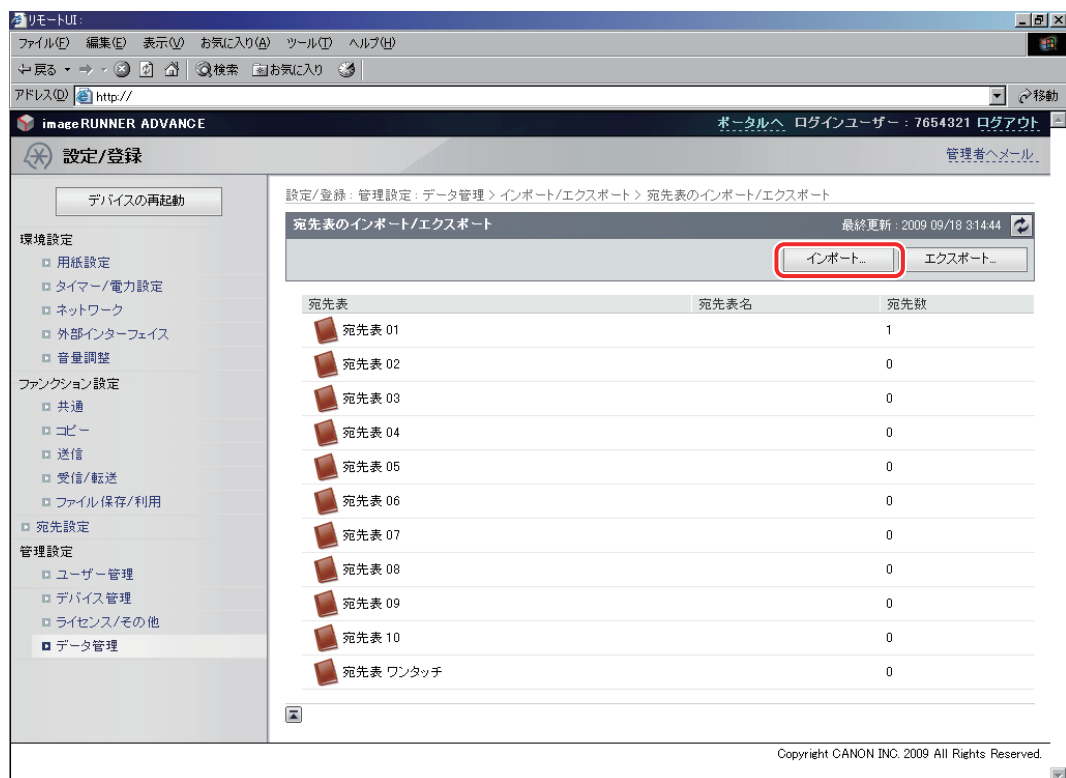 リモートUI :
ファイル(F) 編集(E) 表示(V) お気に入り(A) ツール(T) ヘルプ(H)
戻る 検索 お気に入り
アドレス(D) http:// 移動
imageRUNNER ADVANCE ポータルへ ログインユーザー : 7654321 ログアウト
設定/登録 管理者へメール
デバイスの再起動
環境設定
用紙設定
タイマー/電力設定
ネットワーク
外部インターフェイス
音量調整
ファンクション設定
共通
コピー
送信
受信/転送
ファイル保存/利用
宛先設定
管理設定
ユーザー管理
デバイス管理
ライセンス/その他
データ管理
設定/登録 : 管理設定 : データ管理 > インポート/エクスポート > 宛先表のインポート/エクスポート
宛先表のインポート/エクスポート 最終更新 : 2009 09/18 3:14:44
インポート... エクスポート...
宛先表 宛先表名 宛先数
宛先表 01 1
宛先表 02 0
宛先表 03 0
宛先表 04 0
宛先表 05 0
宛先表 06 0
宛先表 07 0
宛先表 08 0
宛先表 09 0
宛先表 10 0
宛先表 ワンタッチ 0
Copyright CANON INC. 2009 All Rights Reserved.